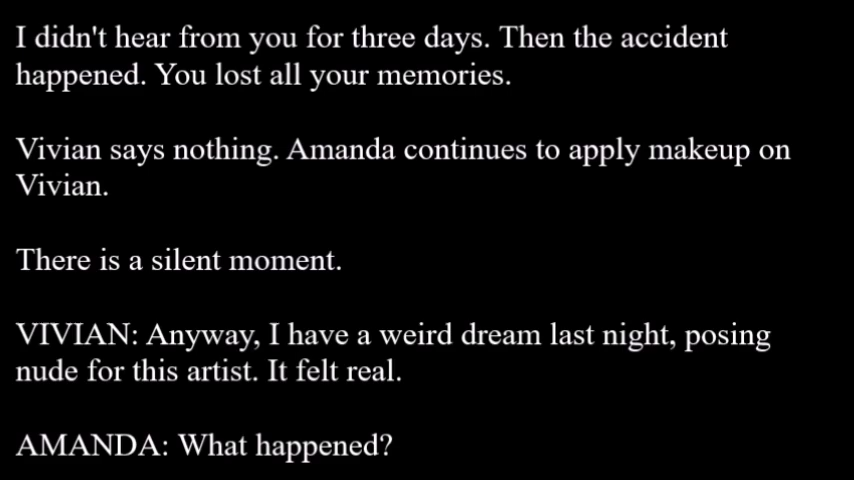 I didn't hear from you for three days. Then the accident
happened. You lost all your memories.
Vivian says nothing. Amanda continues to apply makeup on
Vivian.
There is a silent moment.
VIVIAN: Anyway, I have a weird dream last night, posing
nude for this artist. It felt real.
AMANDA: What happened?